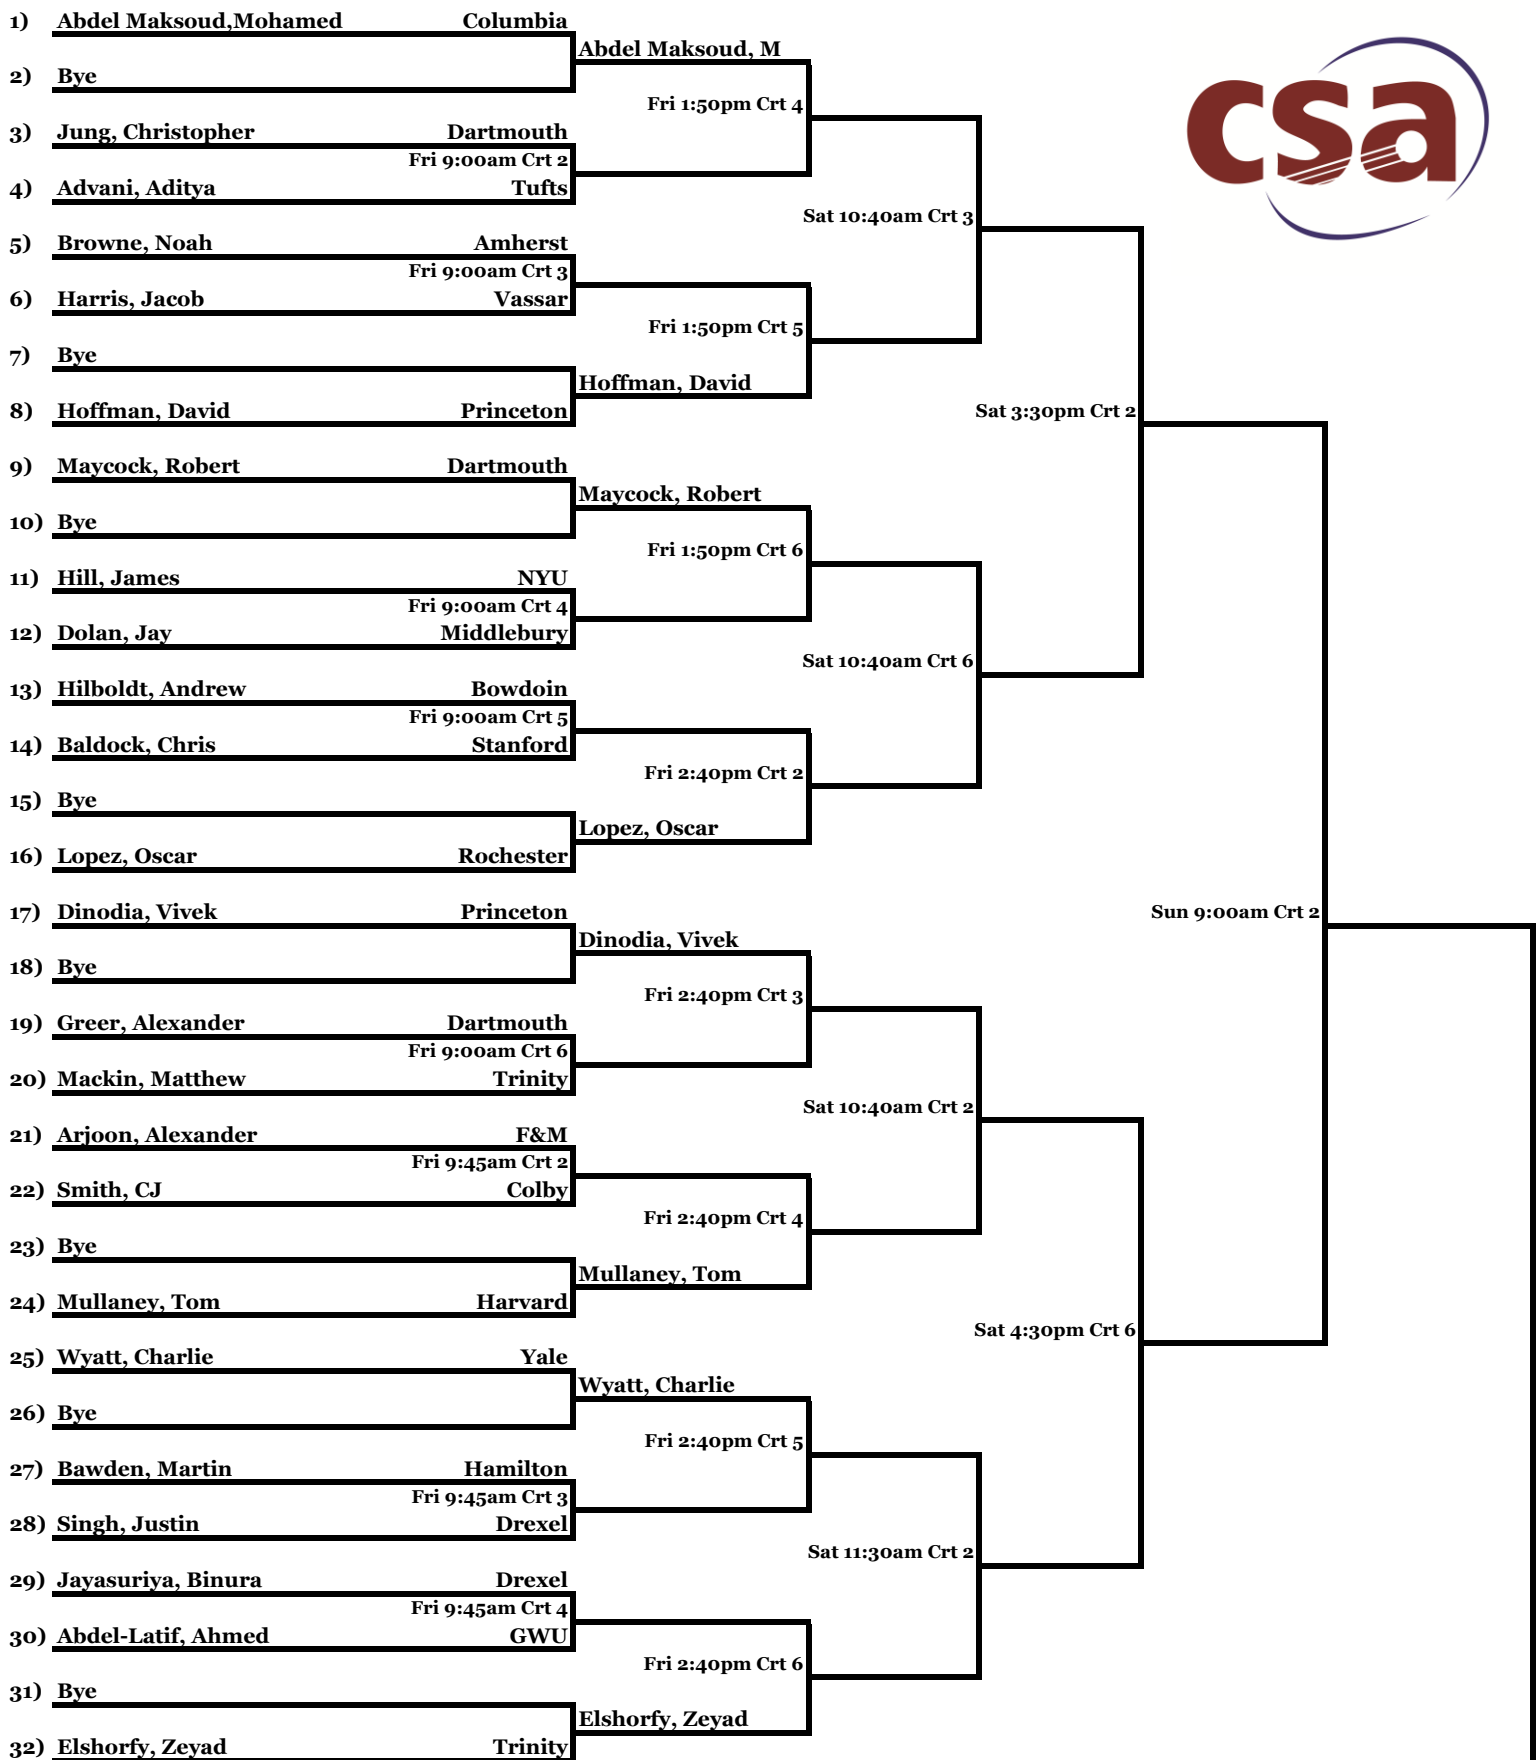 1) Abdel Maksoud,Mohamed Columbia
Abdel Maksoud, M
2) Bye
Fri 1:50pm Crt 4
3) Jung, Christopher Dartmouth
Fri 9:00am Crt 2
4) Advani, Aditya Tufts
Sat 10:40am Crt 3
5) Browne, Noah Amherst
Fri 9:00am Crt 3
6) Harris, Jacob Vassar
Fri 1:50pm Crt 5
7) Bye
Hoffman, David
8) Hoffman, David Princeton
Sat 3:30pm Crt 2
9) Maycock, Robert Dartmouth
Maycock, Robert
10) Bye
Fri 1:50pm Crt 6
11) Hill, James NYU
Fri 9:00am Crt 4
12) Dolan, Jay Middlebury
Sat 10:40am Crt 6
13) Hilboldt, Andrew Bowdoin
Fri 9:00am Crt 5
14) Baldock, Chris Stanford
Fri 2:40pm Crt 2
15) Bye
Lopez, Oscar
16) Lopez, Oscar Rochester
17) Dinodia, Vivek Princeton
Sun 9:00am Crt 2
Dinodia, Vivek
18) Bye
Fri 2:40pm Crt 3
19) Greer, Alexander Dartmouth
Fri 9:00am Crt 6
20) Mackin, Matthew Trinity
Sat 10:40am Crt 2
21) Arjoon, Alexander F&M
Fri 9:45am Crt 2
22) Smith, CJ Colby
Fri 2:40pm Crt 4
23) Bye
Mullaney, Tom
24) Mullaney, Tom Harvard
Sat 4:30pm Crt 6
25) Wyatt, Charlie Yale
Wyatt, Charlie
26) Bye
Fri 2:40pm Crt 5
27) Bawden, Martin Hamilton
Fri 9:45am Crt 3
28) Singh, Justin Drexel
Sat 11:30am Crt 2
29) Jayasuriya, Binura Drexel
Fri 9:45am Crt 4
30) Abdel-Latif, Ahmed GWU
Fri 2:40pm Crt 6
31) Bye
Elshorfy, Zeyad
32) Elshorfy, Zeyad Trinity
csa